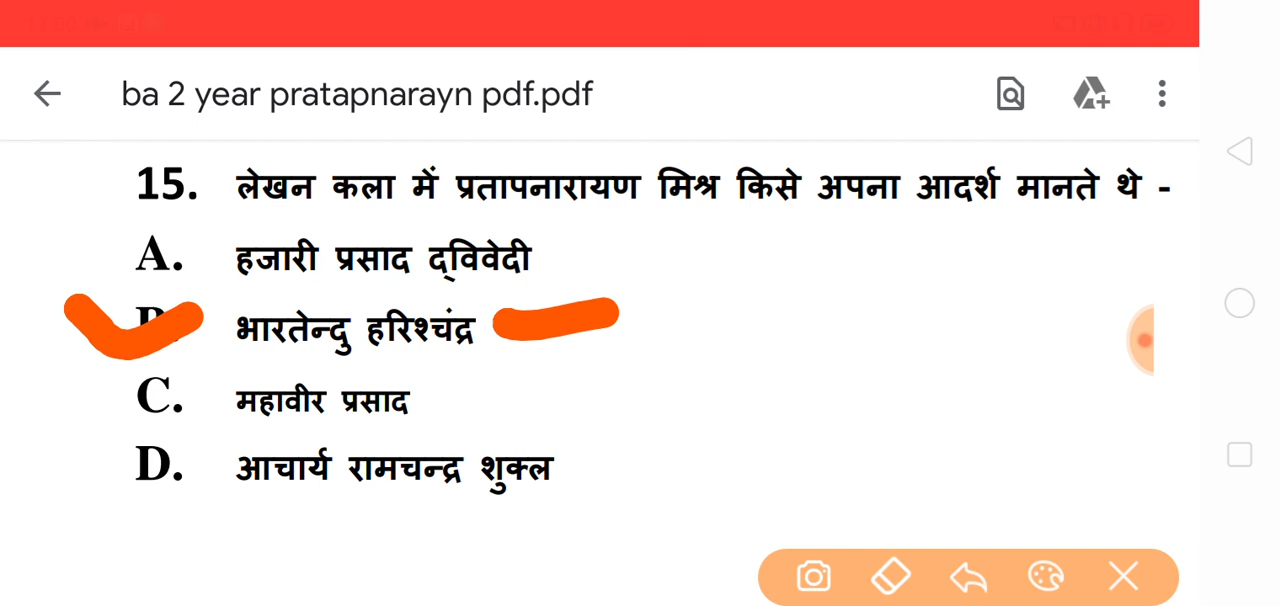 ba 2 year pratapnarayn pdf.pdf
15. लेखन कला में प्रतापनारायण मिश्र किसे अपना आदर्श मानते थे -
A. हजारी प्रसाद द्विवेदी
B. भारतेन्दु हरिश्चंद्र
C. महावीर प्रसाद
D. आचार्य रामचन्द्र शुक्ल